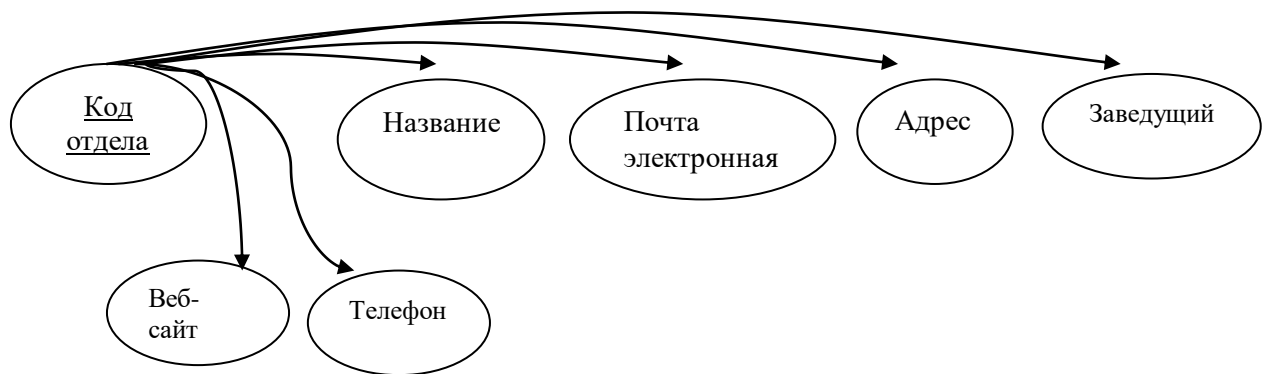 Код
отдела
Название
Почта
электронная
Адрес
Заведущий
Веб-
сайт
Телефон